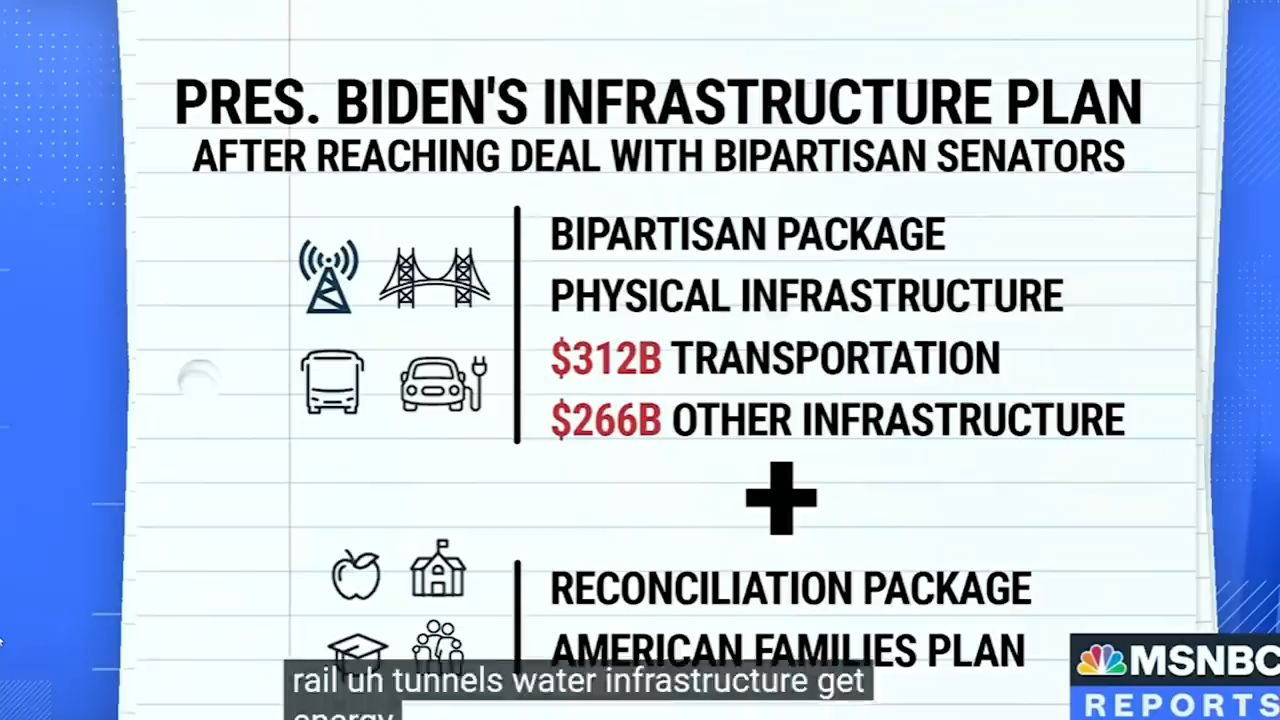 PRES. BIDEN'S INFRASTRUCTURE PLAN
AFTER REACHING DEAL WITH BIPARTISAN SENATORS
BIPARTISAN PACKAGE
PHYSICAL INFRASTRUCTURE
$312B TRANSPORTATION
$266B OTHER INFRASTRUCTURE
RECONCILIATION PACKAGE
AMERICAN FAMILIES PLAN
rail uh tunnels water infrastructure get
energy
MSNBC
REPORTS